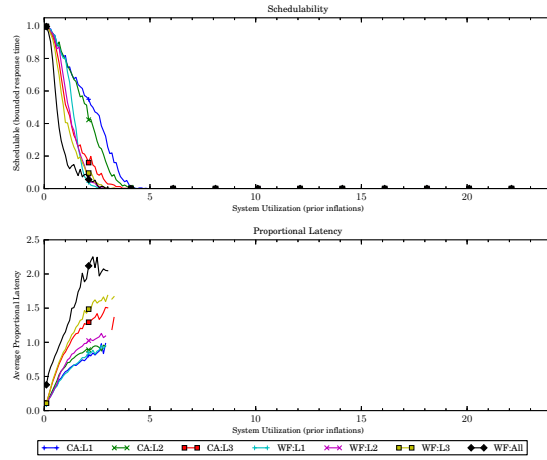 Schedulability
Schedulable (bounded response time)
1.0
0.8
0.6
0.4
0.2
0.0
0 5 10 15 20
System Utilization (prior inflations)
Proportional Latency
Average Proportional Latency
2.5
2.0
1.5
1.0
0.5
0.0
0 5 10 15 20
System Utilization (prior inflations)
CA:L1 CA:L2 CA:L3 WF:L1 WF:L2 WF:L3 WF:All